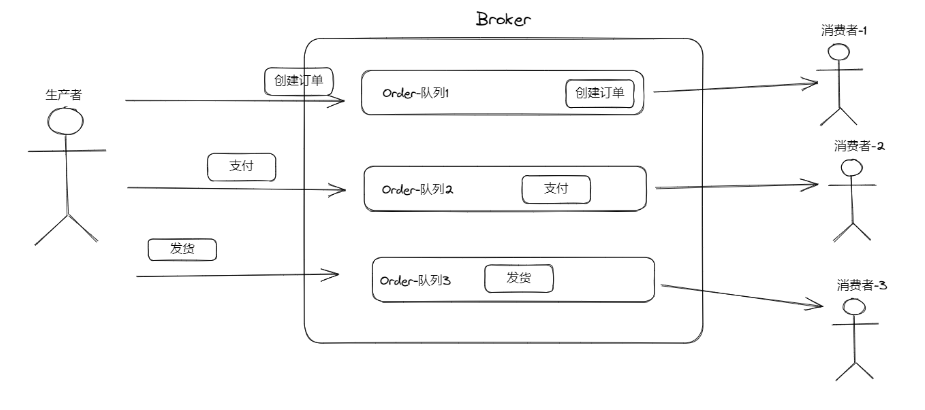 Broker
消费者-1
创建订单
Order-队列1
创建订单
生产者
消费者-2
支付
Order-队列2
支付
发货
Order-队列3
发货
消费者-3